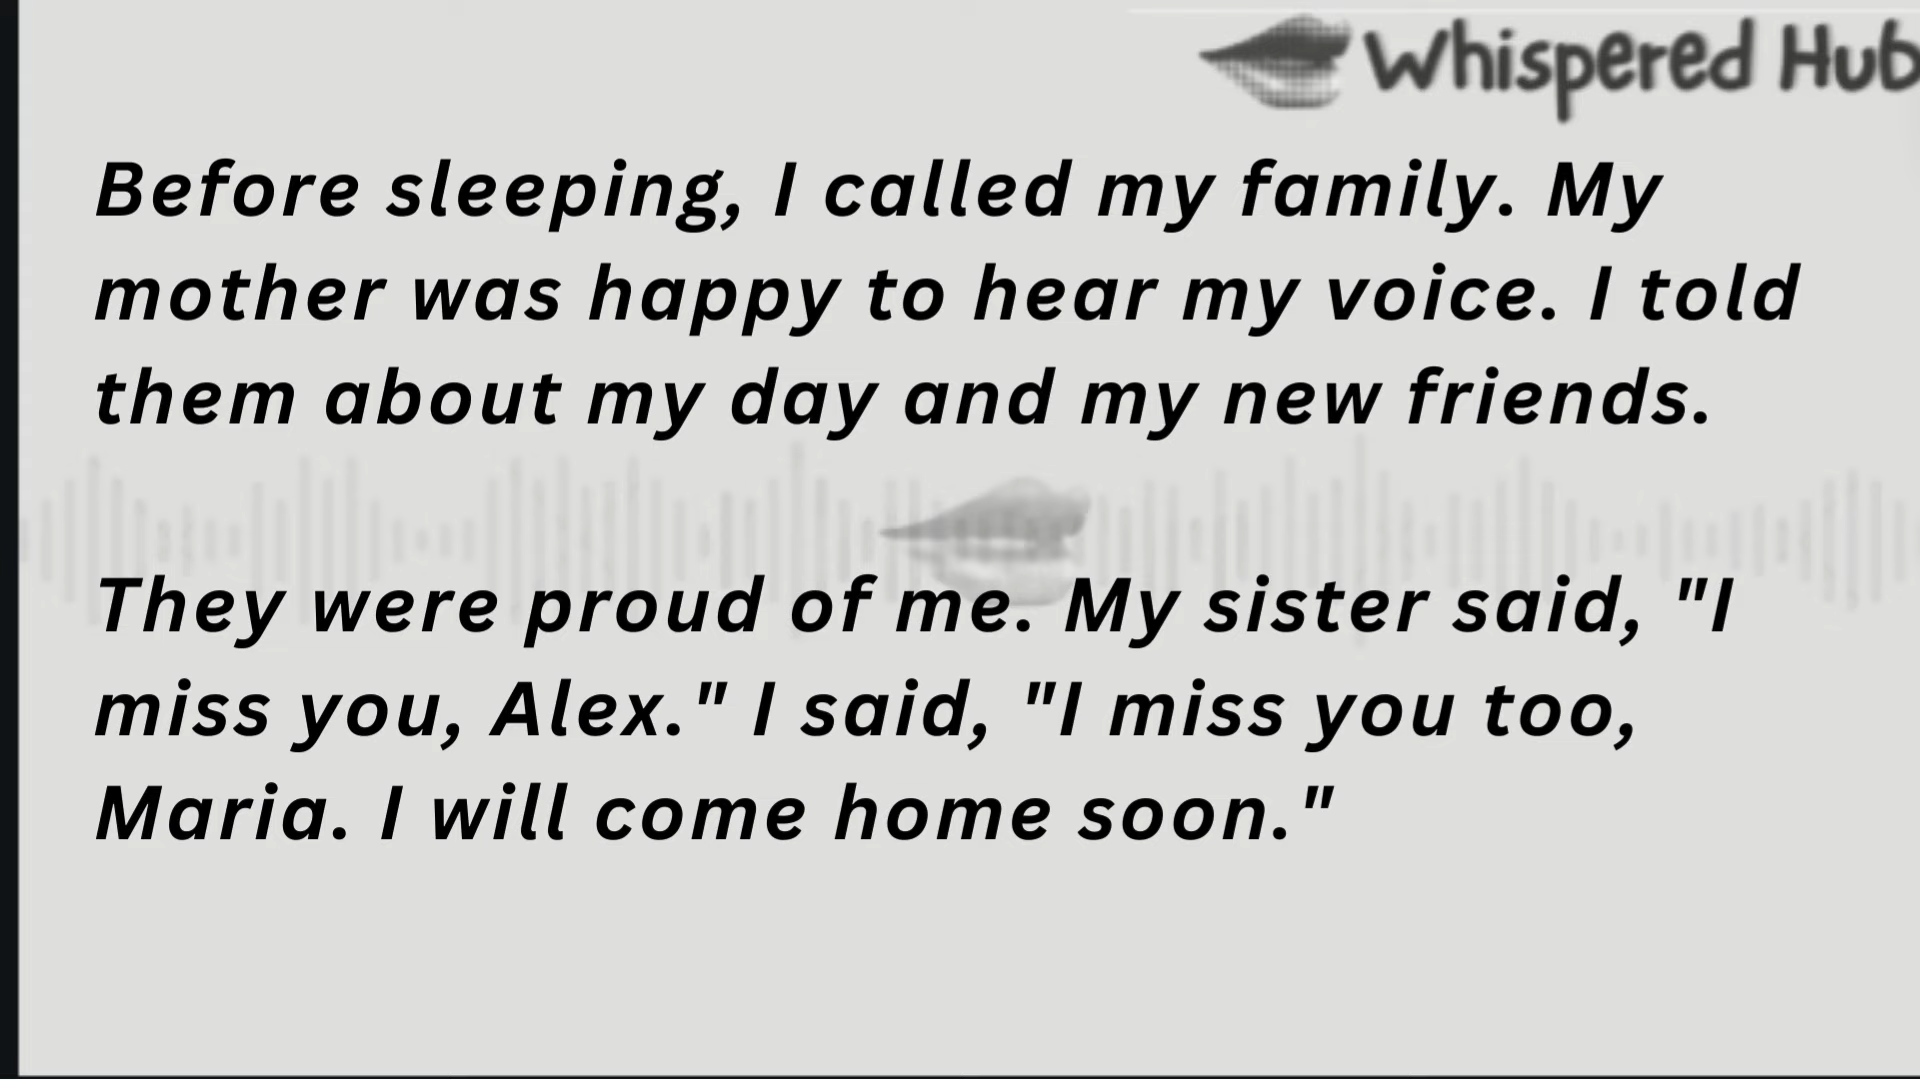 Whispered Hub
Before sleeping, I called my family. My
mother was happy to hear my voice. I told
them about my day and my new friends.
They were proud of me. My sister said, "I
miss you, Alex." I said, "I miss you too,
Maria. I will come home soon."